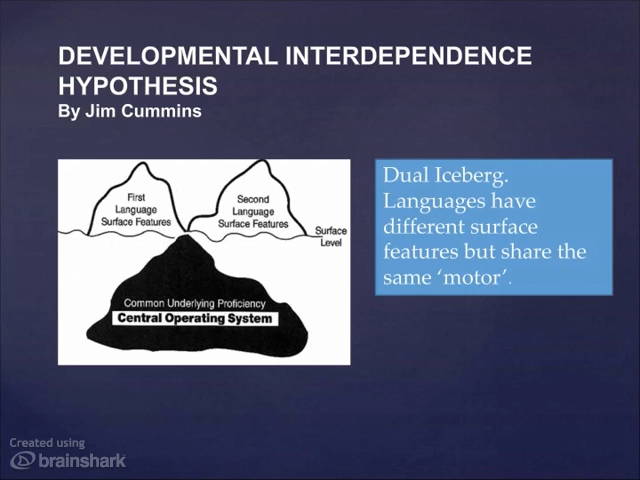 DEVELOPMENTAL INTERDEPENDENCE
HYPOTHESIS
By Jim Cummins
First
Language
Surface Features
Second
Language
Surface Features
Surface
Level
Common Underlying Proficiency
Central Operating System
Dual Iceberg.
Languages have
different surface
features but share the
same ‘motor’.
Created using
brainshark